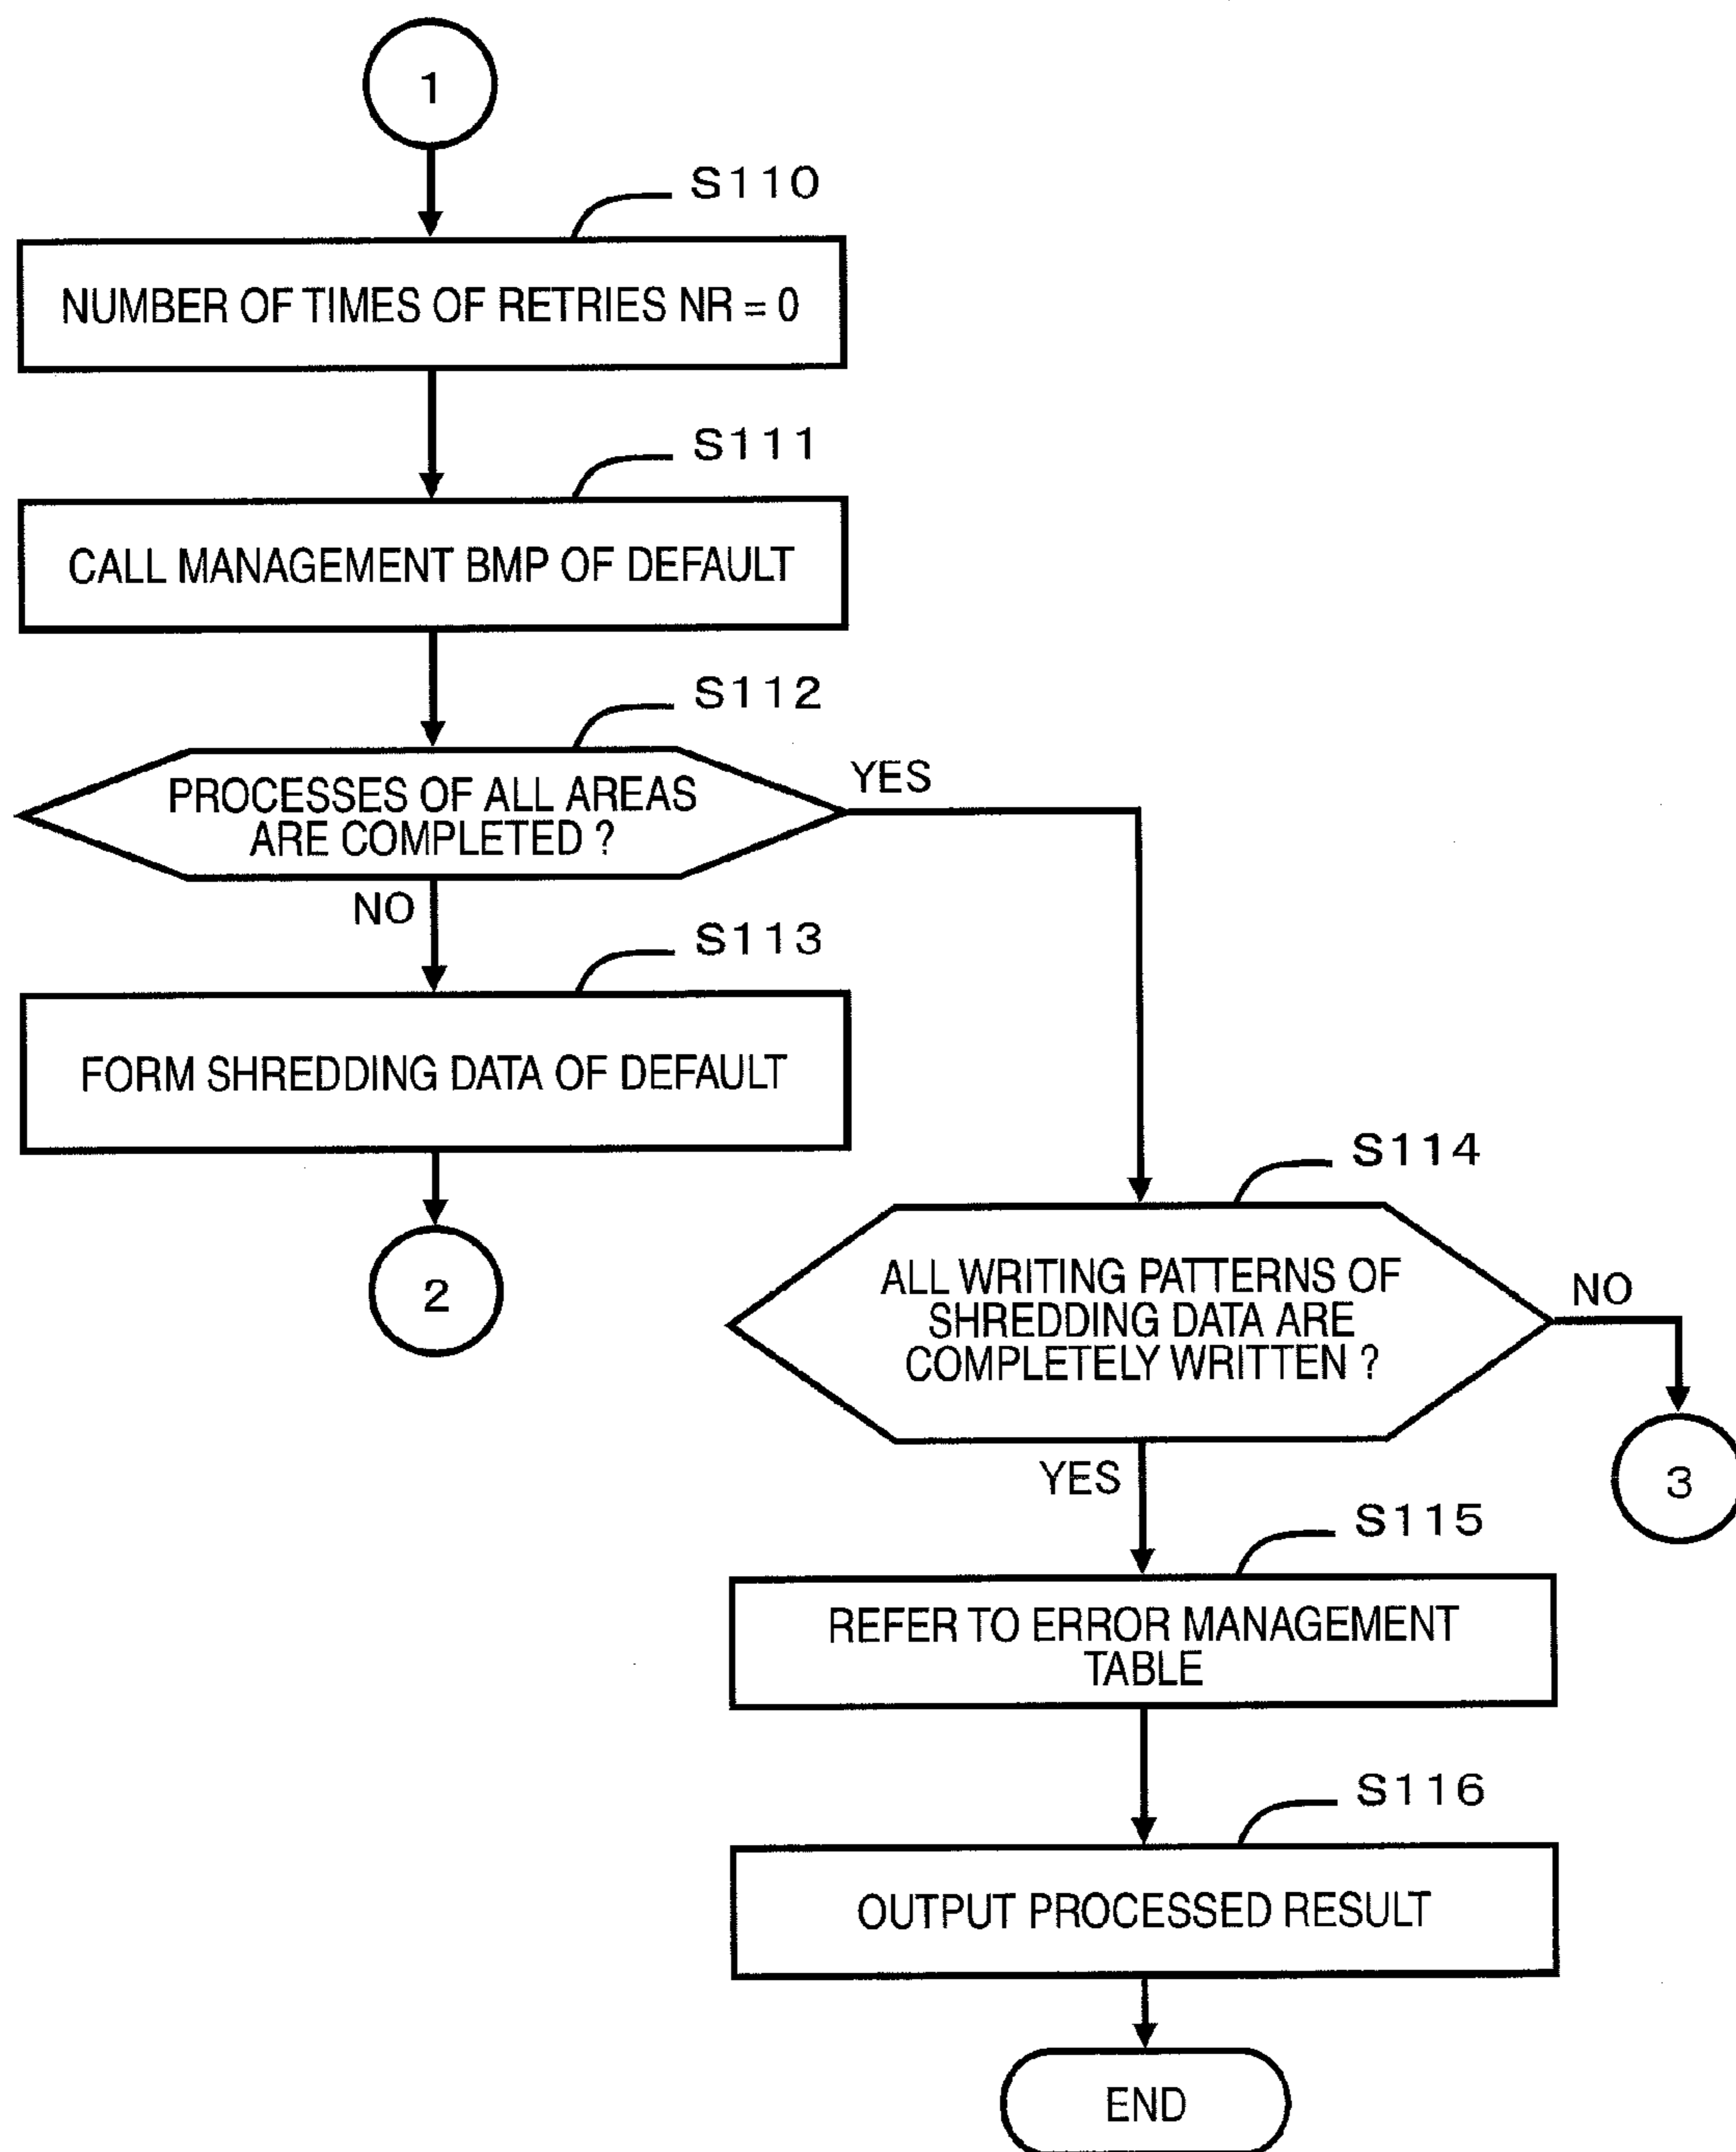 1
S110
NUMBER OF TIMES OF RETRIES NR = 0
S111
CALL MANAGEMENT BMP OF DEFAULT
S112
PROCESSES OF ALL AREAS
ARE COMPLETED ?
YES
NO
S113
FORM SHREDDING DATA OF DEFAULT
2
S114
ALL WRITING PATTERNS OF
SHREDDING DATA ARE
COMPLETELY WRITTEN ?
NO
3
YES
S115
REFER TO ERROR MANAGEMENT
TABLE
S116
OUTPUT PROCESSED RESULT
END